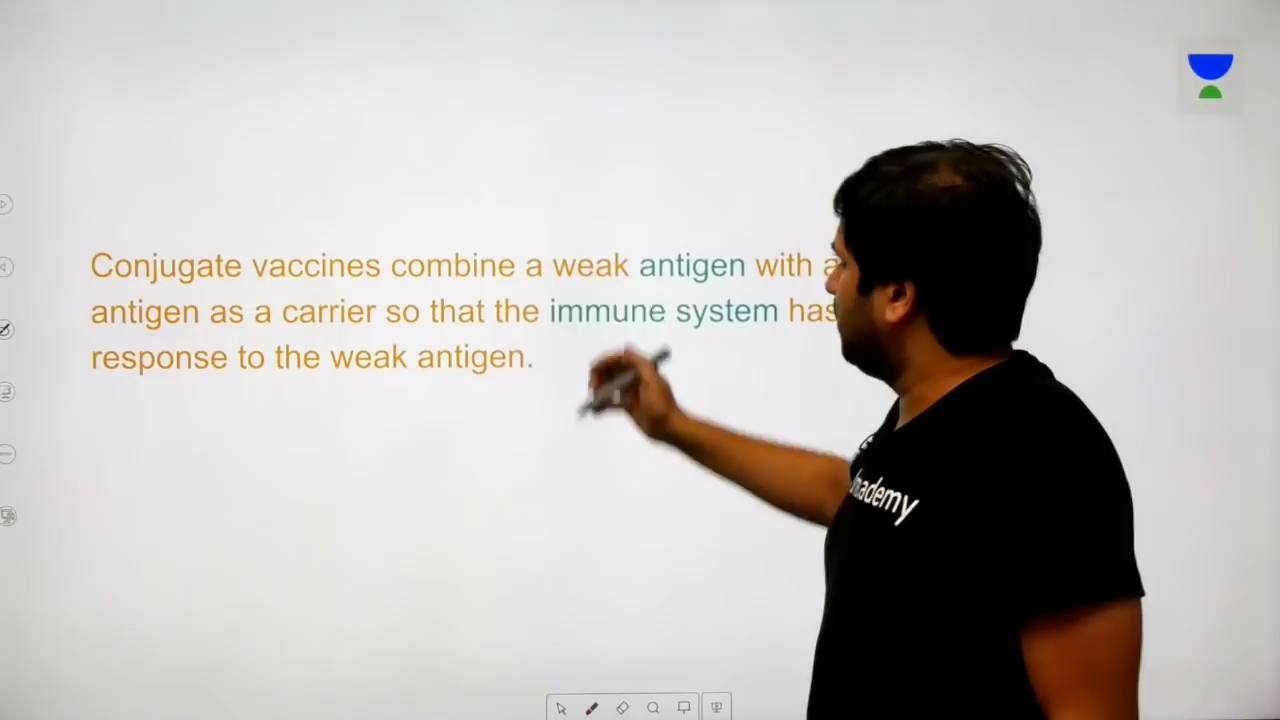 Conjugate vaccines combine a weak antigen with
antigen as a carrier so that the immune system has
response to the weak antigen.